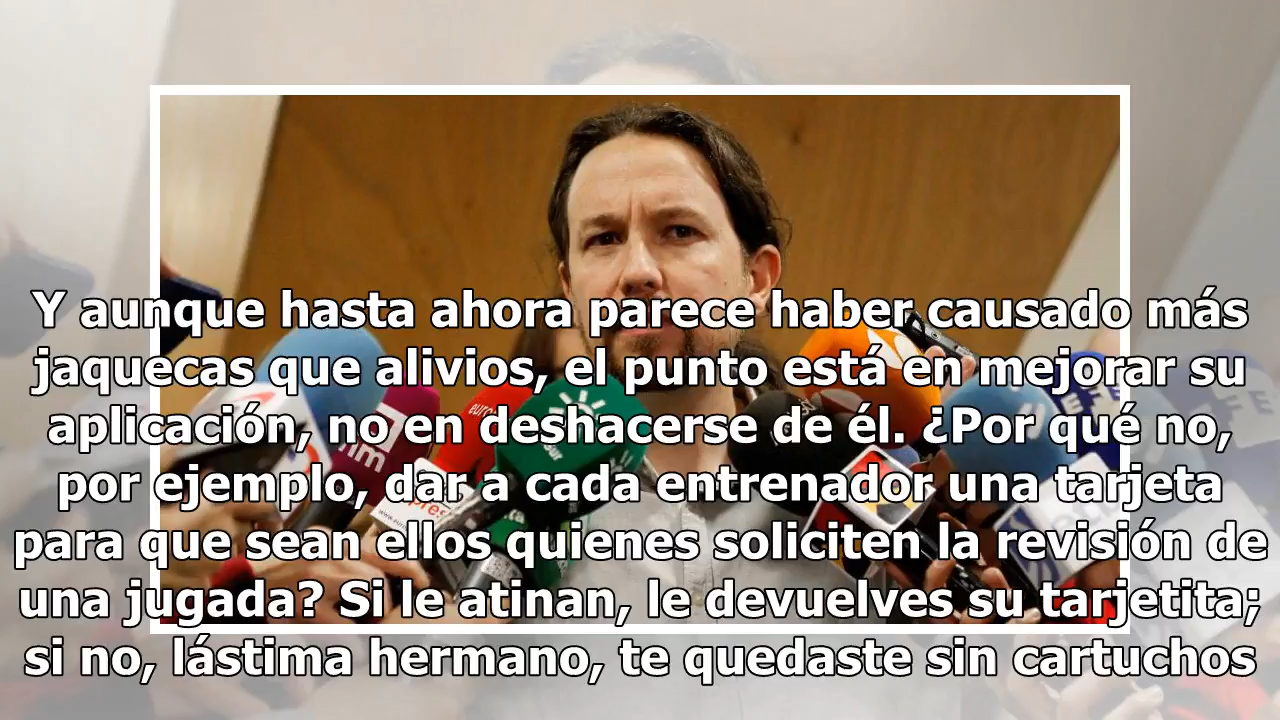 Y aunque hasta ahora parece haber causado más
jaquecas que alivios, el punto está en mejorar su
aplicación, no en deshacerse de él. ¿Por qué no,
por ejemplo, dar a cada entrenador una tarjeta
para que sean ellos quienes soliciten la revisión de
una jugada? Si le atinan, le devuelves su tarjetita;
si no, lástima hermano, te quedaste sin cartuchos